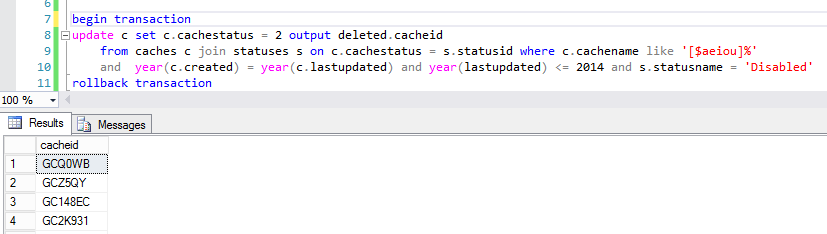 6
7 begin transaction
8 update c set c.cachestatus = 2 output deleted.cacheid
9 from caches c join statuses s on c.cachestatus = s.statusid where c.cachename like '[$aeiou]%'
10 and year(c.created) = year(c.lastupdated) and year(lastupdated) <= 2014 and s.statusname = 'Disabled'
11 rollback transaction
100 %
Results Messages
cacheid
1 GCQ0WB
2 GCZ5QY
3 GC148EC
4 GC2K931